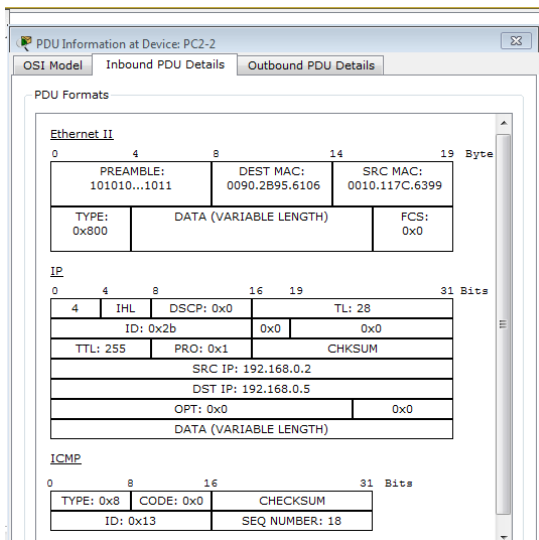 PDU Information at Device: PC2-2
OSI Model Inbound PDU Details Outbound PDU Details
PDU Formats
Ethernet II
0 4 8 14 19 Byte
PREAMBLE: DEST MAC: SRC MAC:
101010...1011 0090.2B95.6106 0010.117C.6399
TYPE: DATA (VARIABLE LENGTH) FCS:
0x800 0x0
IP
0 4 8 16 19 31 Bits
4 IHL DSCP: 0x0 TL: 28
ID: 0x2b 0x0 0x0
TTL: 255 PRO: 0x1 CHKSUM
SRC IP: 192.168.0.2
DST IP: 192.168.0.5
OPT: 0x0 0x0
DATA (VARIABLE LENGTH)
ICMP
0 8 16 31 Bits
TYPE: 0x8 CODE: 0x0 CHECKSUM
ID: 0x13 SEQ NUMBER: 18